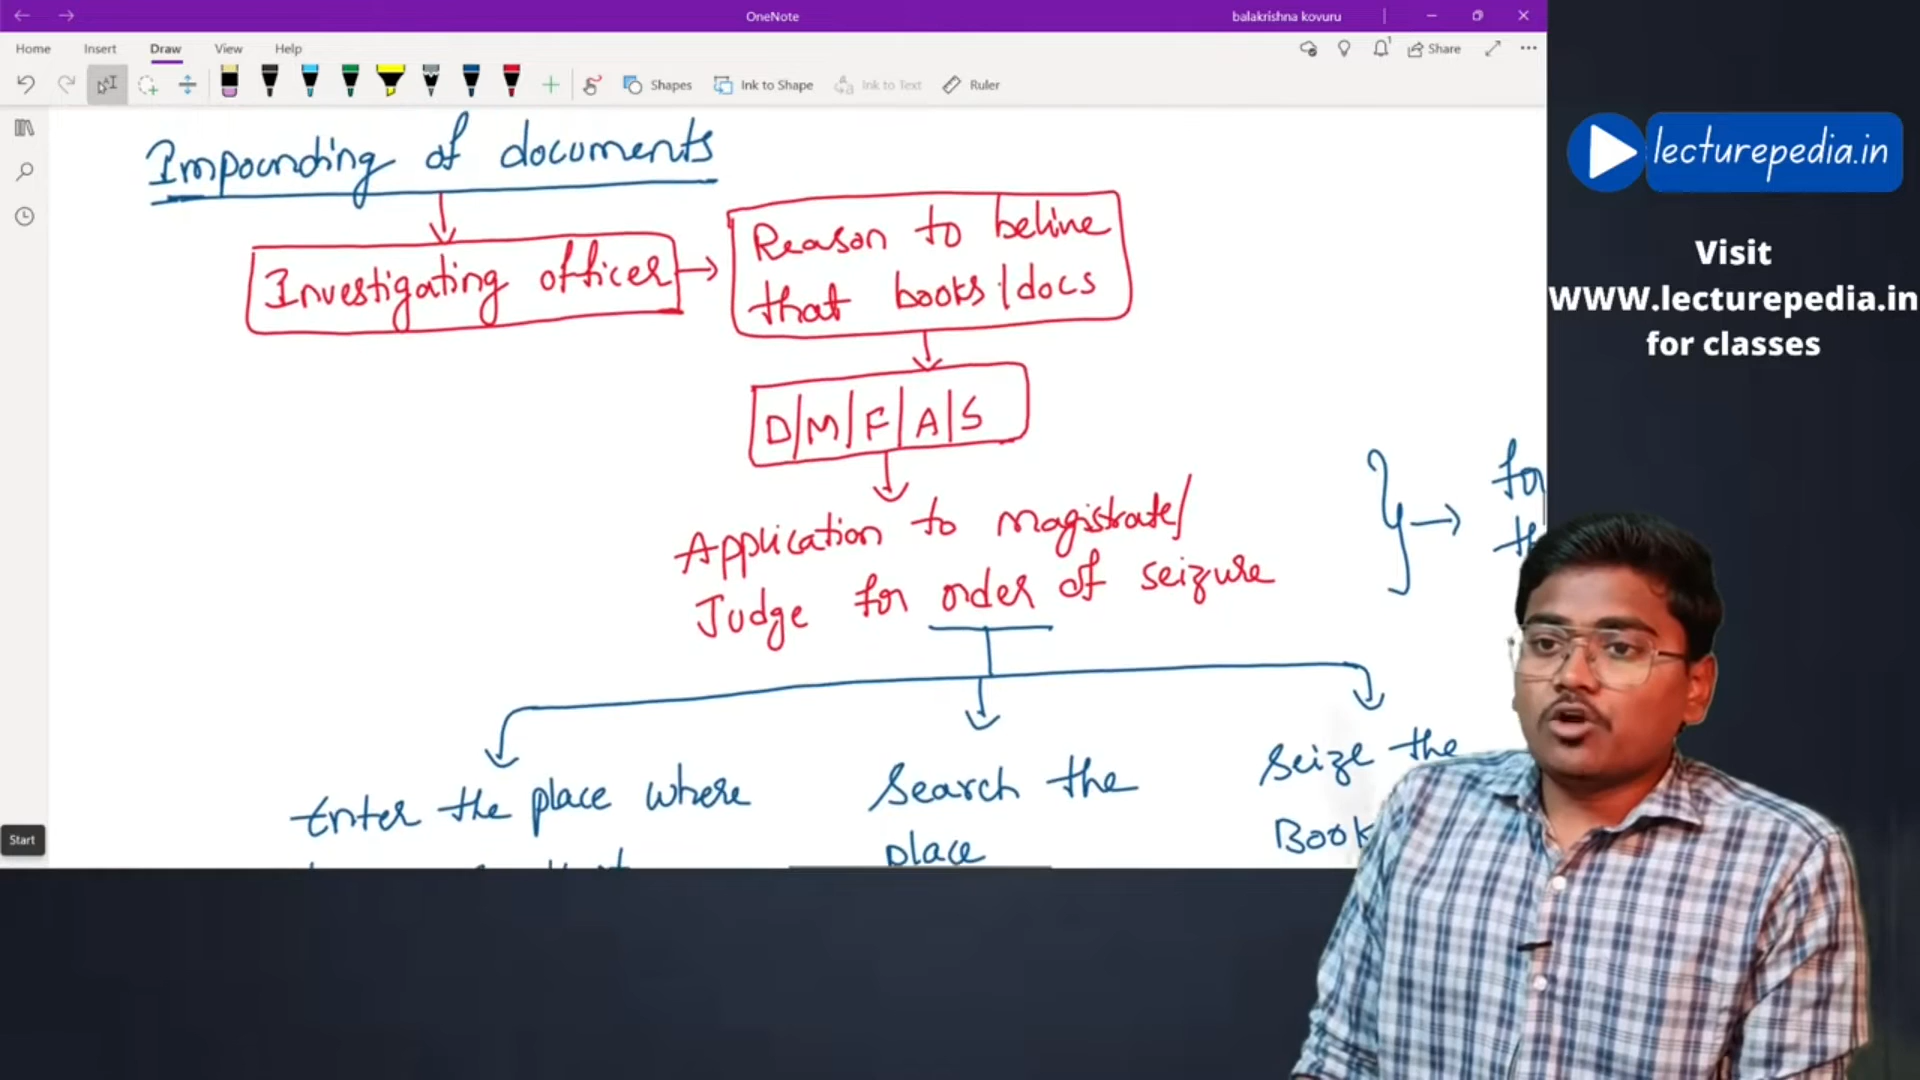 OneNote
balakrishna kovuru
Home Insert Draw View Help
Share
Shapes Ink to Shape Ink to Text Ruler
Impounding of documents
Investigating officer
Reason to belive
that books/docs
D/M/F/A/S
Application to magistrate/
Judge for order of seizure
for
Enter the place where
Search the
place
Seize the
Book
Start
lecturepedia.in
Visit
WWW.lecturepedia.in
for classes